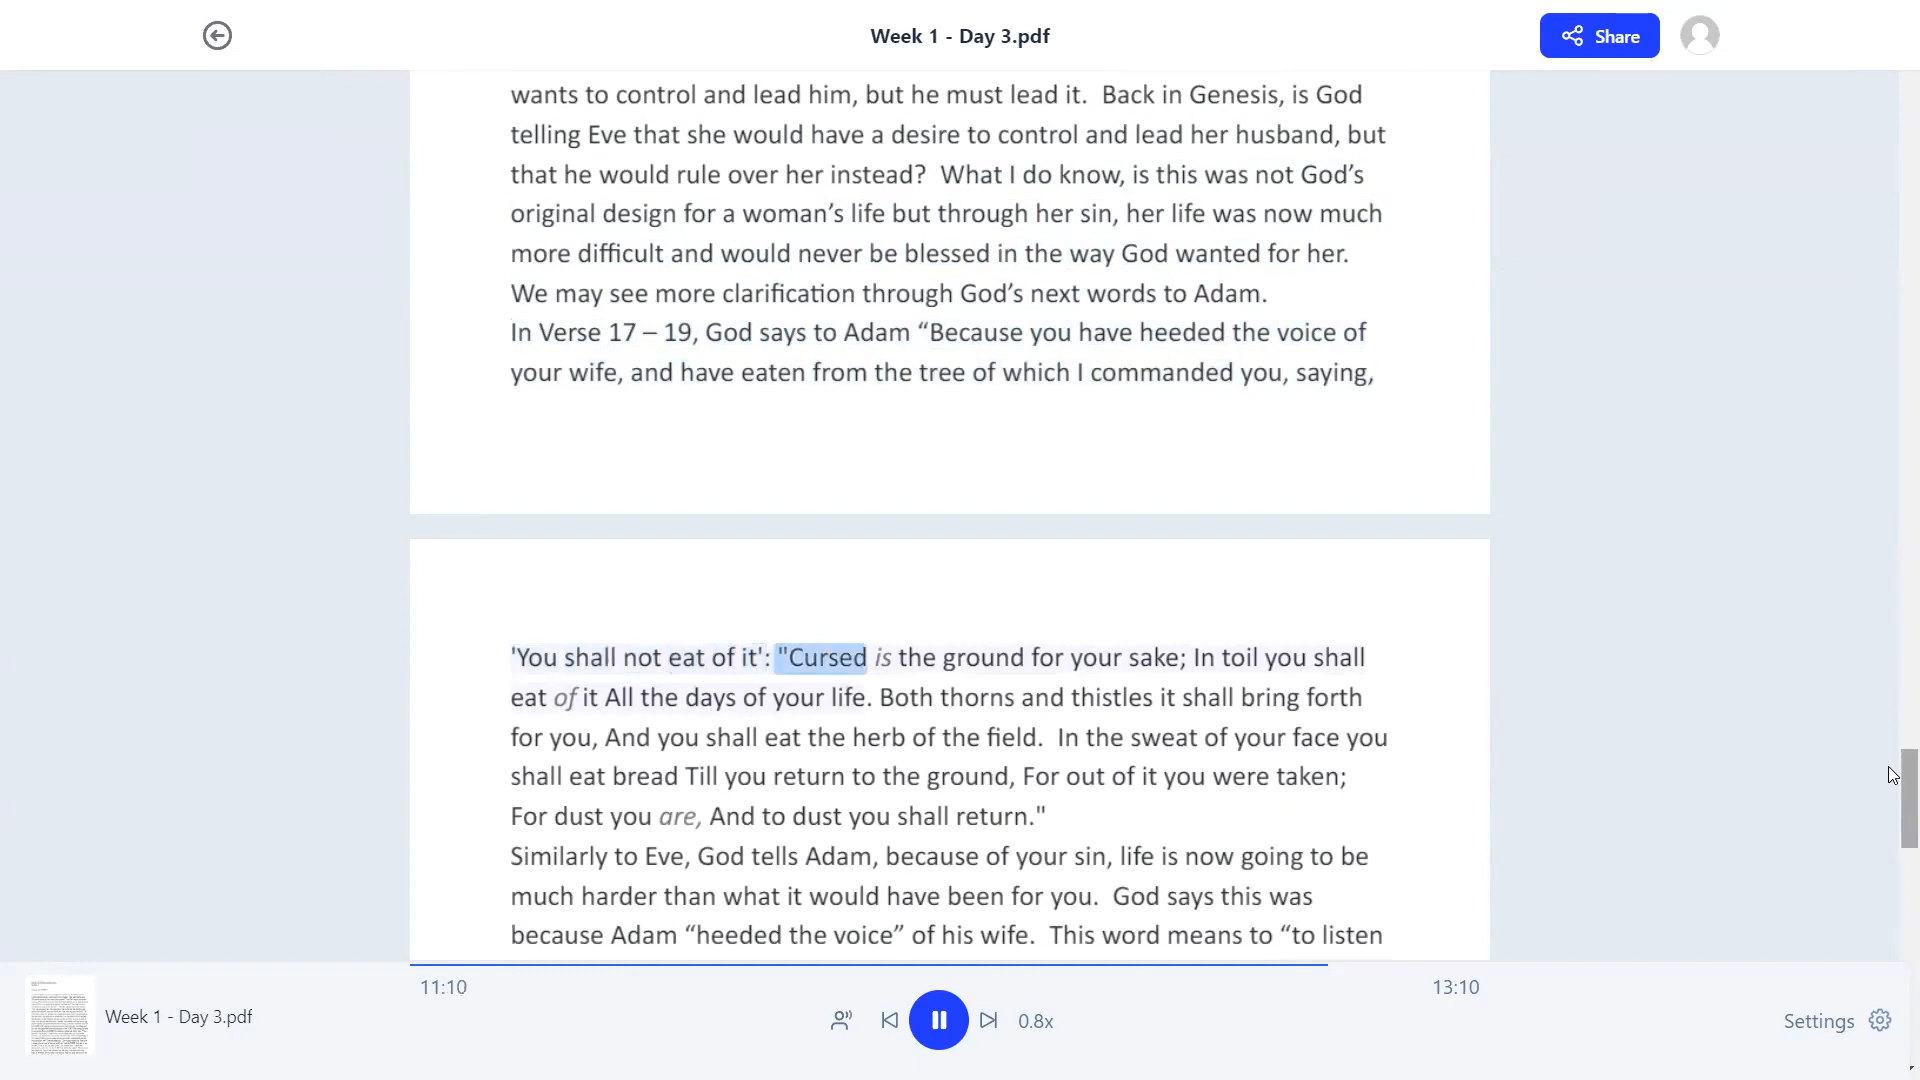 Week 1 - Day 3.pdf
Share
wants to control and lead him, but he must lead it.  Back in Genesis, is God
telling Eve that she would have a desire to control and lead her husband, but
that he would rule over her instead?  What I do know, is this was not God’s
original design for a woman’s life but through her sin, her life was now much
more difficult and would never be blessed in the way God wanted for her.
We may see more clarification through God’s next words to Adam.
In Verse 17 – 19, God says to Adam “Because you have heeded the voice of
your wife, and have eaten from the tree of which I commanded you, saying,
'You shall not eat of it': "Cursed is the ground for your sake; In toil you shall
eat of it All the days of your life. Both thorns and thistles it shall bring forth
for you, And you shall eat the herb of the field.  In the sweat of your face you
shall eat bread Till you return to the ground, For out of it you were taken;
For dust you are, And to dust you shall return."
Similarly to Eve, God tells Adam, because of your sin, life is now going to be
much harder than what it would have been for you.  God says this was
because Adam “heeded the voice” of his wife.  This word means to “to listen
11:10
13:10
Week 1 - Day 3.pdf
0.8x
Settings